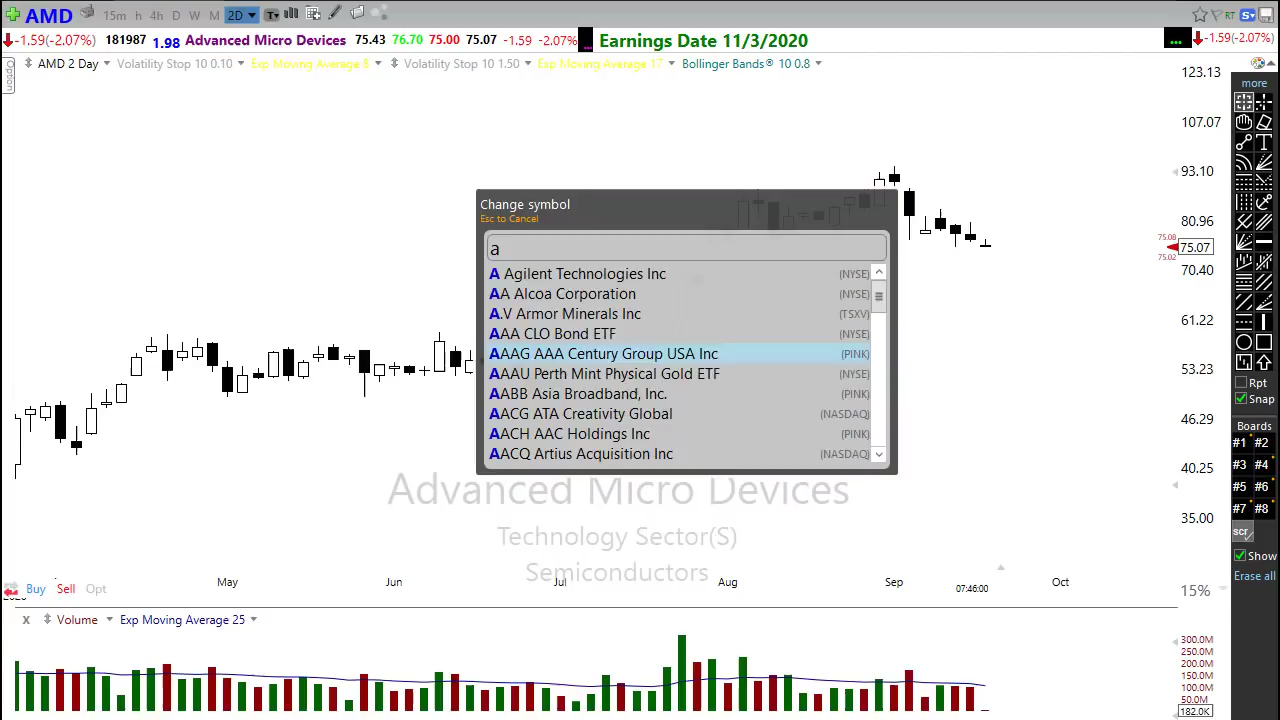 AMD 15m h 4h D W M 2D T RT S
-1.59(-2.07%) 181987 1.98 Advanced Micro Devices 75.43 76.70 75.00 75.07 -1.59 -2.07% ... Earnings Date 11/3/2020 ... -1.59(-2.07%)
Option
AMD 2 Day Volatility Stop 10 0.10 Exp Moving Average 8 Volatility Stop 10 1.50 Exp Moving Average 17 Bollinger Bands® 10 0.8
123.13
107.07
93.10
80.96
75.08
75.07
75.02
70.40
61.22
53.23
46.29
40.25
35.00
15%
Change symbol
Esc to Cancel
a
A Agilent Technologies Inc (NYSE)
AA Alcoa Corporation (NYSE)
A.V Armor Minerals Inc (TSXV)
AAA CLO Bond ETF (NYSE)
AAAG AAA Century Group USA Inc (PINK)
AAAU Perth Mint Physical Gold ETF (NYSE)
AABB Asia Broadband, Inc. (PINK)
AACG ATA Creativity Global (NASDAQ)
AACH AAC Holdings Inc (PINK)
AACQ Artius Acquisition Inc (NASDAQ)
Advanced Micro Devices
Technology Sector(S)
Semiconductors
May Jun Jul Aug Sep Oct
07:46:00
Buy Sell Opt
X Volume Exp Moving Average 25
300.0M
250.0M
200.0M
150.0M
100.0M
50.0M
182.0K
more
T
Rpt
Snap
Boards
#1 #2
#3 #4
#5 #6
#7 #8
scr
Show
Erase all